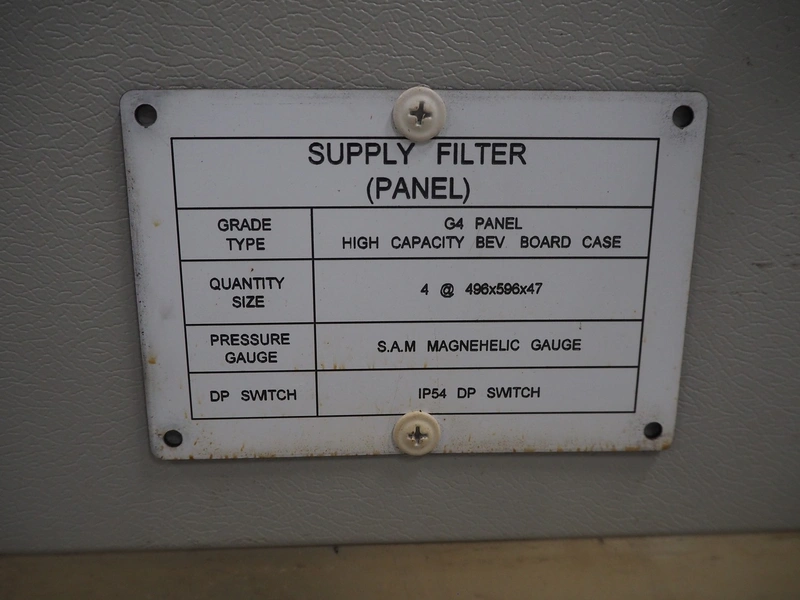 SUPPLY FILTER
(PANEL)
GRADE
TYPE
G4 PANEL
HIGH CAPACITY BEV BOARD CASE
QUANTITY
SIZE
4 @ 496x596x47
PRESSURE
GAUGE
S.A.M MAGNEHELIC GAUGE
DP SWITCH
IP54 DP SWITCH